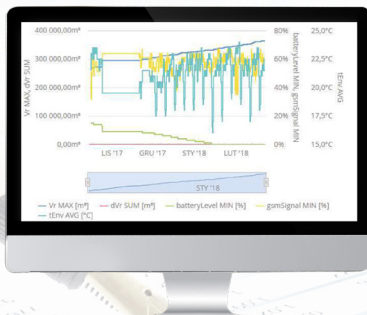 400 000,00m³
300 000,00m³
200 000,00m³
100 000,00m³
0,00m³
Vr MAX, dVr SUM
80%
60%
40%
20%
0%
batteryLevel MIN, gsmSignal MIN
25,0°C
22,5°C
20,0°C
17,5°C
15,0°C
tEnv AVG
LIS '17 GRU '17 STY '18 LUT '18
STY '18
Vr MAX [m³] dVr SUM [m³] batteryLevel MIN [%] gsmSignal MIN [%]
tEnv AVG [°C]